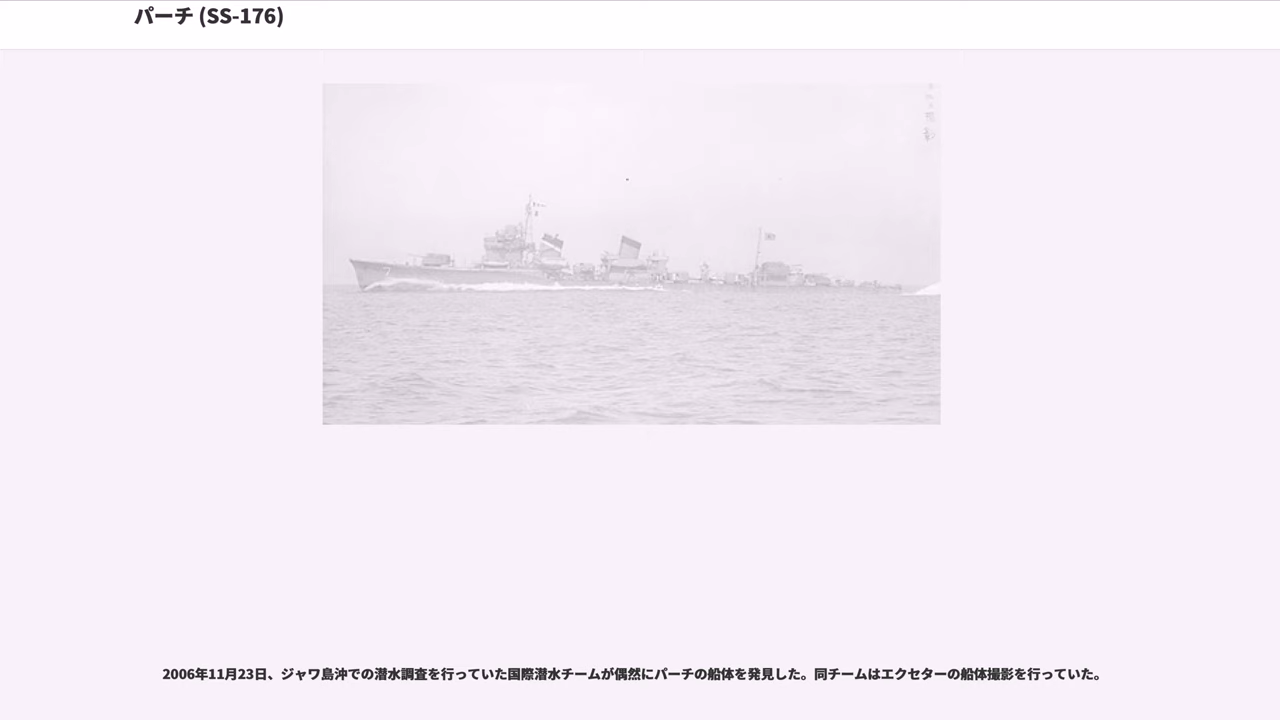 パーチ (SS-176)
2006年11月23日、ジャワ島沖での潜水調査を行っていた国際潜水チームが偶然にパーチの船体を発見した。同チームはエクセターの船体撮影を行っていた。